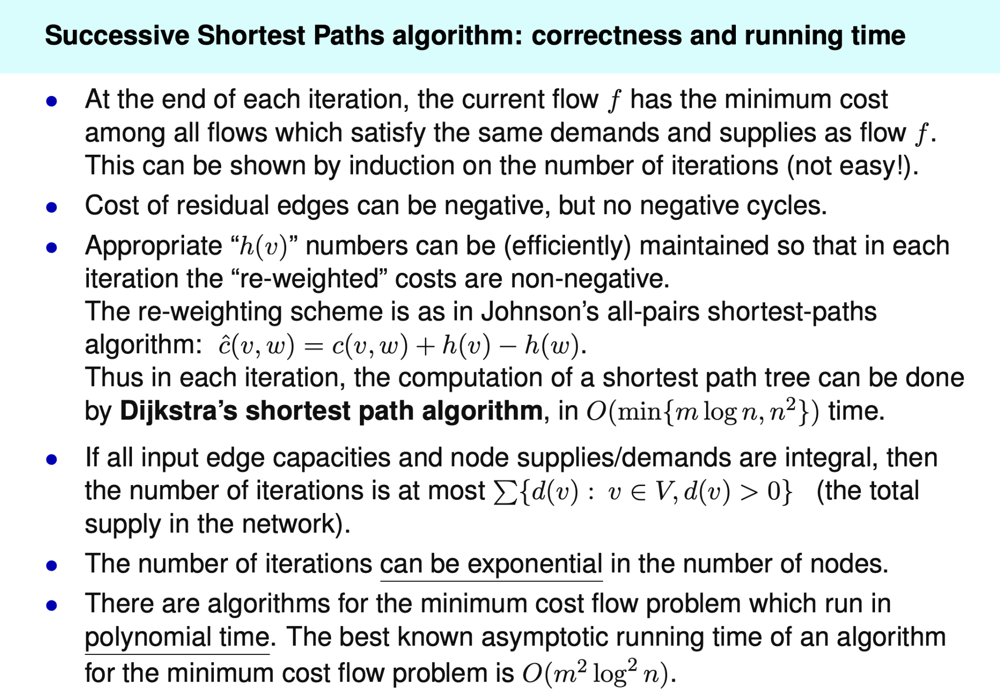 Successive Shortest Paths algorithm: correctness and running time
• At the end of each iteration, the current flow f has the minimum cost
among all flows which satisfy the same demands and supplies as flow f.
This can be shown by induction on the number of iterations (not easy!).
• Cost of residual edges can be negative, but no negative cycles.
• Appropriate “h(v)” numbers can be (efficiently) maintained so that in each
iteration the “re-weighted” costs are non-negative.
The re-weighting scheme is as in Johnson’s all-pairs shortest-paths
algorithm: ĉ(v, w) = c(v, w) + h(v) − h(w).
Thus in each iteration, the computation of a shortest path tree can be done
by Dijkstra’s shortest path algorithm, in O(min{m log n, n²}) time.
• If all input edge capacities and node supplies/demands are integral, then
the number of iterations is at most ∑{d(v) : v ∈ V, d(v) > 0} (the total
supply in the network).
• The number of iterations can be exponential in the number of nodes.
• There are algorithms for the minimum cost flow problem which run in
polynomial time. The best known asymptotic running time of an algorithm
for the minimum cost flow problem is O(m² log² n).